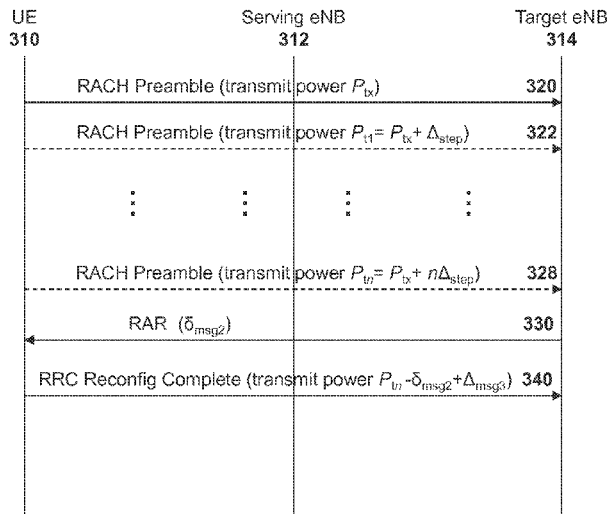 UE Serving eNB Target eNB
310 312 314
RACH Preamble (transmit power Ptx) 320
RACH Preamble (transmit power Pt1= Ptx+ Δstep) 322
RACH Preamble (transmit power Ptn= Ptx+ nΔstep) 328
RAR (δmsg2) 330
RRC Reconfig Complete (transmit power Ptn-δmsg2+Δmsg3) 340